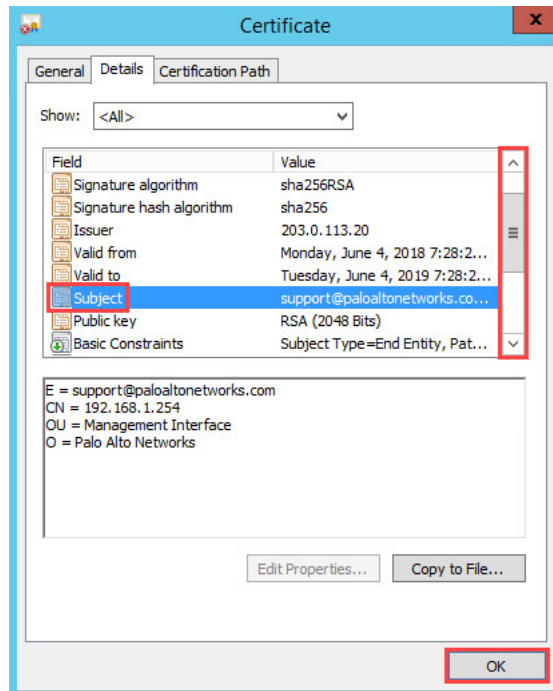 Certificate
x
General Details Certification Path
Show: <All>
Field Value
Signature algorithm sha256RSA
Signature hash algorithm sha256
Issuer 203.0.113.20
Valid from Monday, June 4, 2018 7:28:2...
Valid to Tuesday, June 4, 2019 7:28:2...
Subject support@paloaltonetworks.co...
Public key RSA (2048 Bits)
Basic Constraints Subject Type=End Entity, Pat...
E = support@paloaltonetworks.com
CN = 192.168.1.254
OU = Management Interface
O = Palo Alto Networks
Edit Properties... Copy to File...
OK